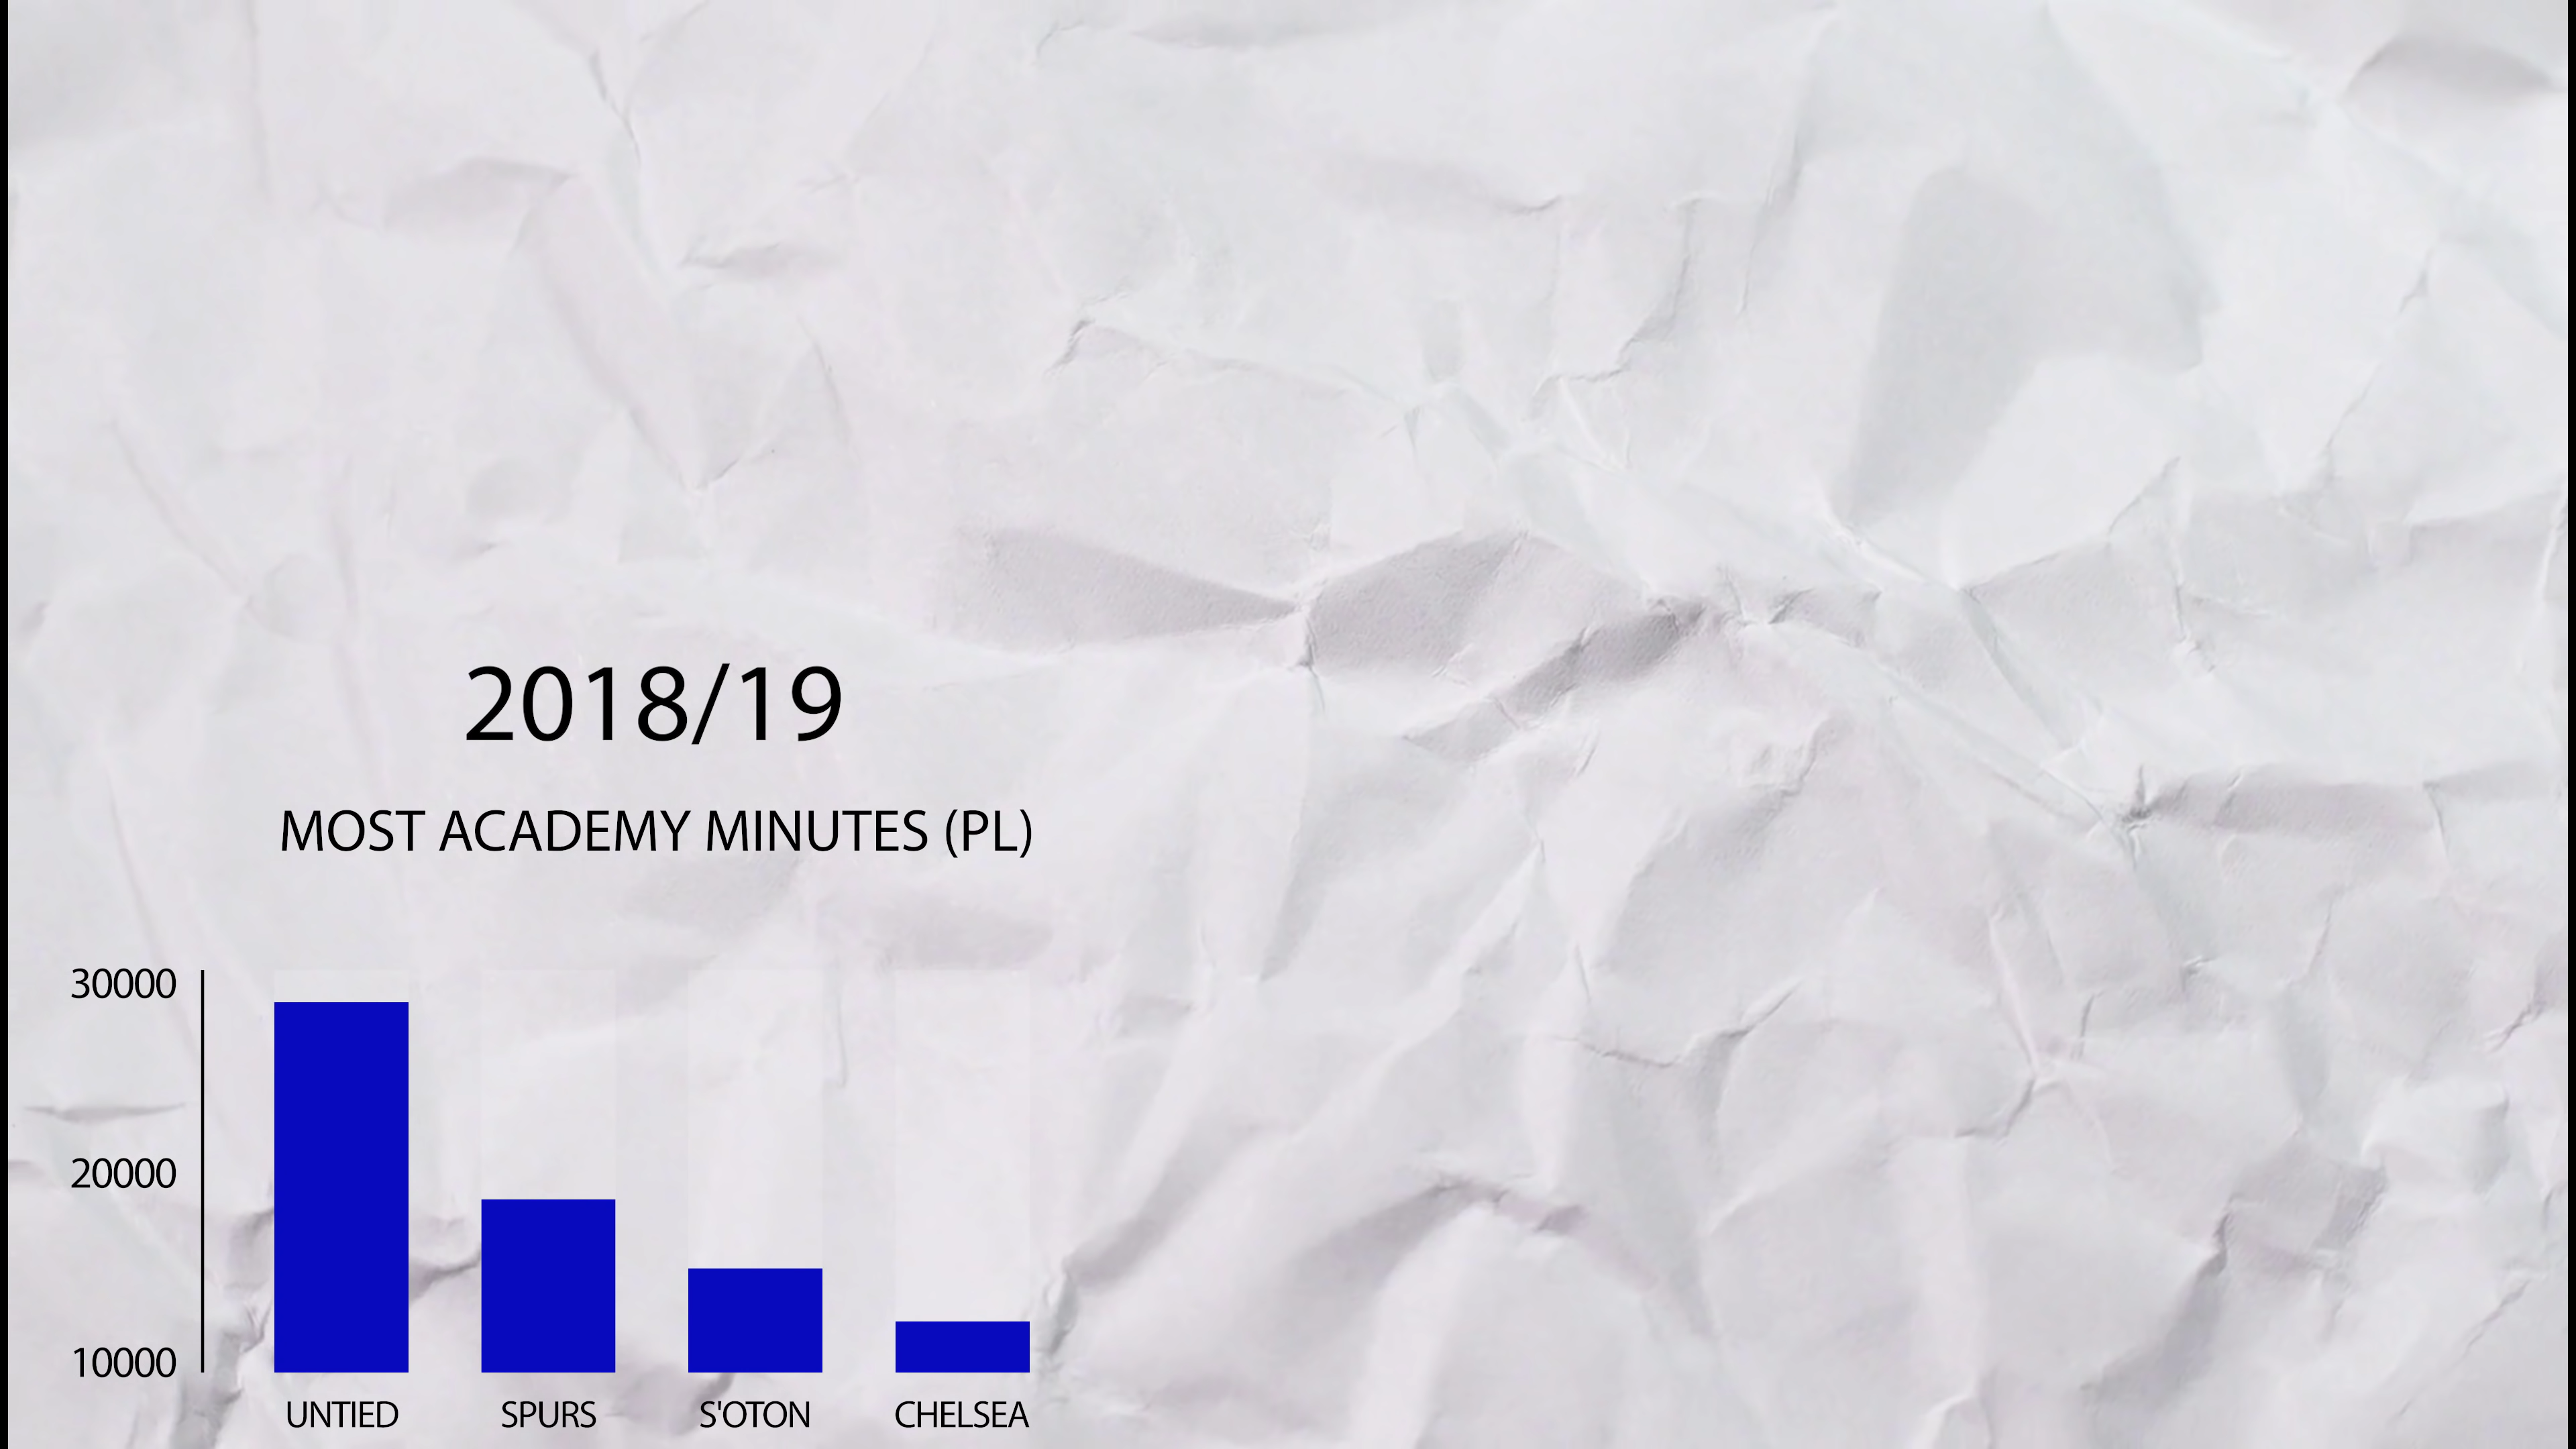 2018/19
MOST ACADEMY MINUTES (PL)
30000
20000
10000
UNTIED SPURS S'OTON CHELSEA